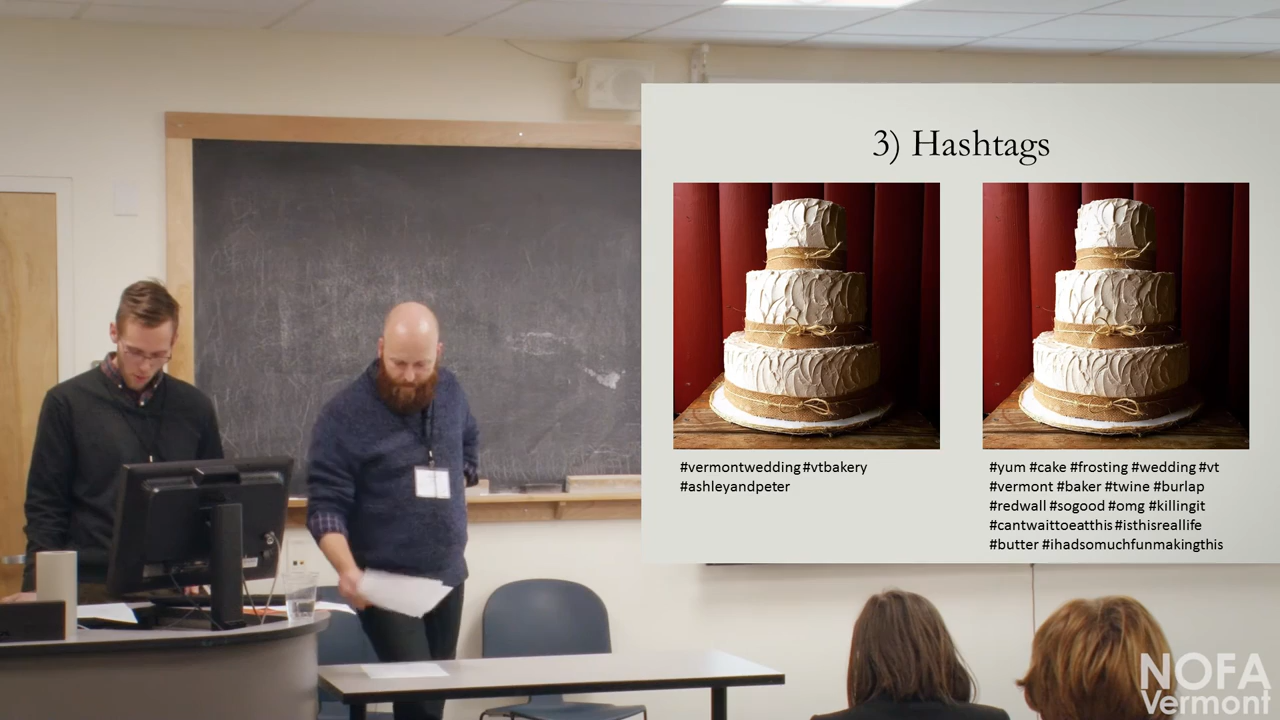 3) Hashtags
#vermontwedding #vtbakery
#ashleyandpeter
#yum #cake #frosting #wedding #vt
#vermont #baker #twine #burlap
#redwall #sogood #omg #killingit
#cantwaittoeatthis #isthisreallife
#butter #ihadsomuchfunmakingthis
NOFA
Vermont